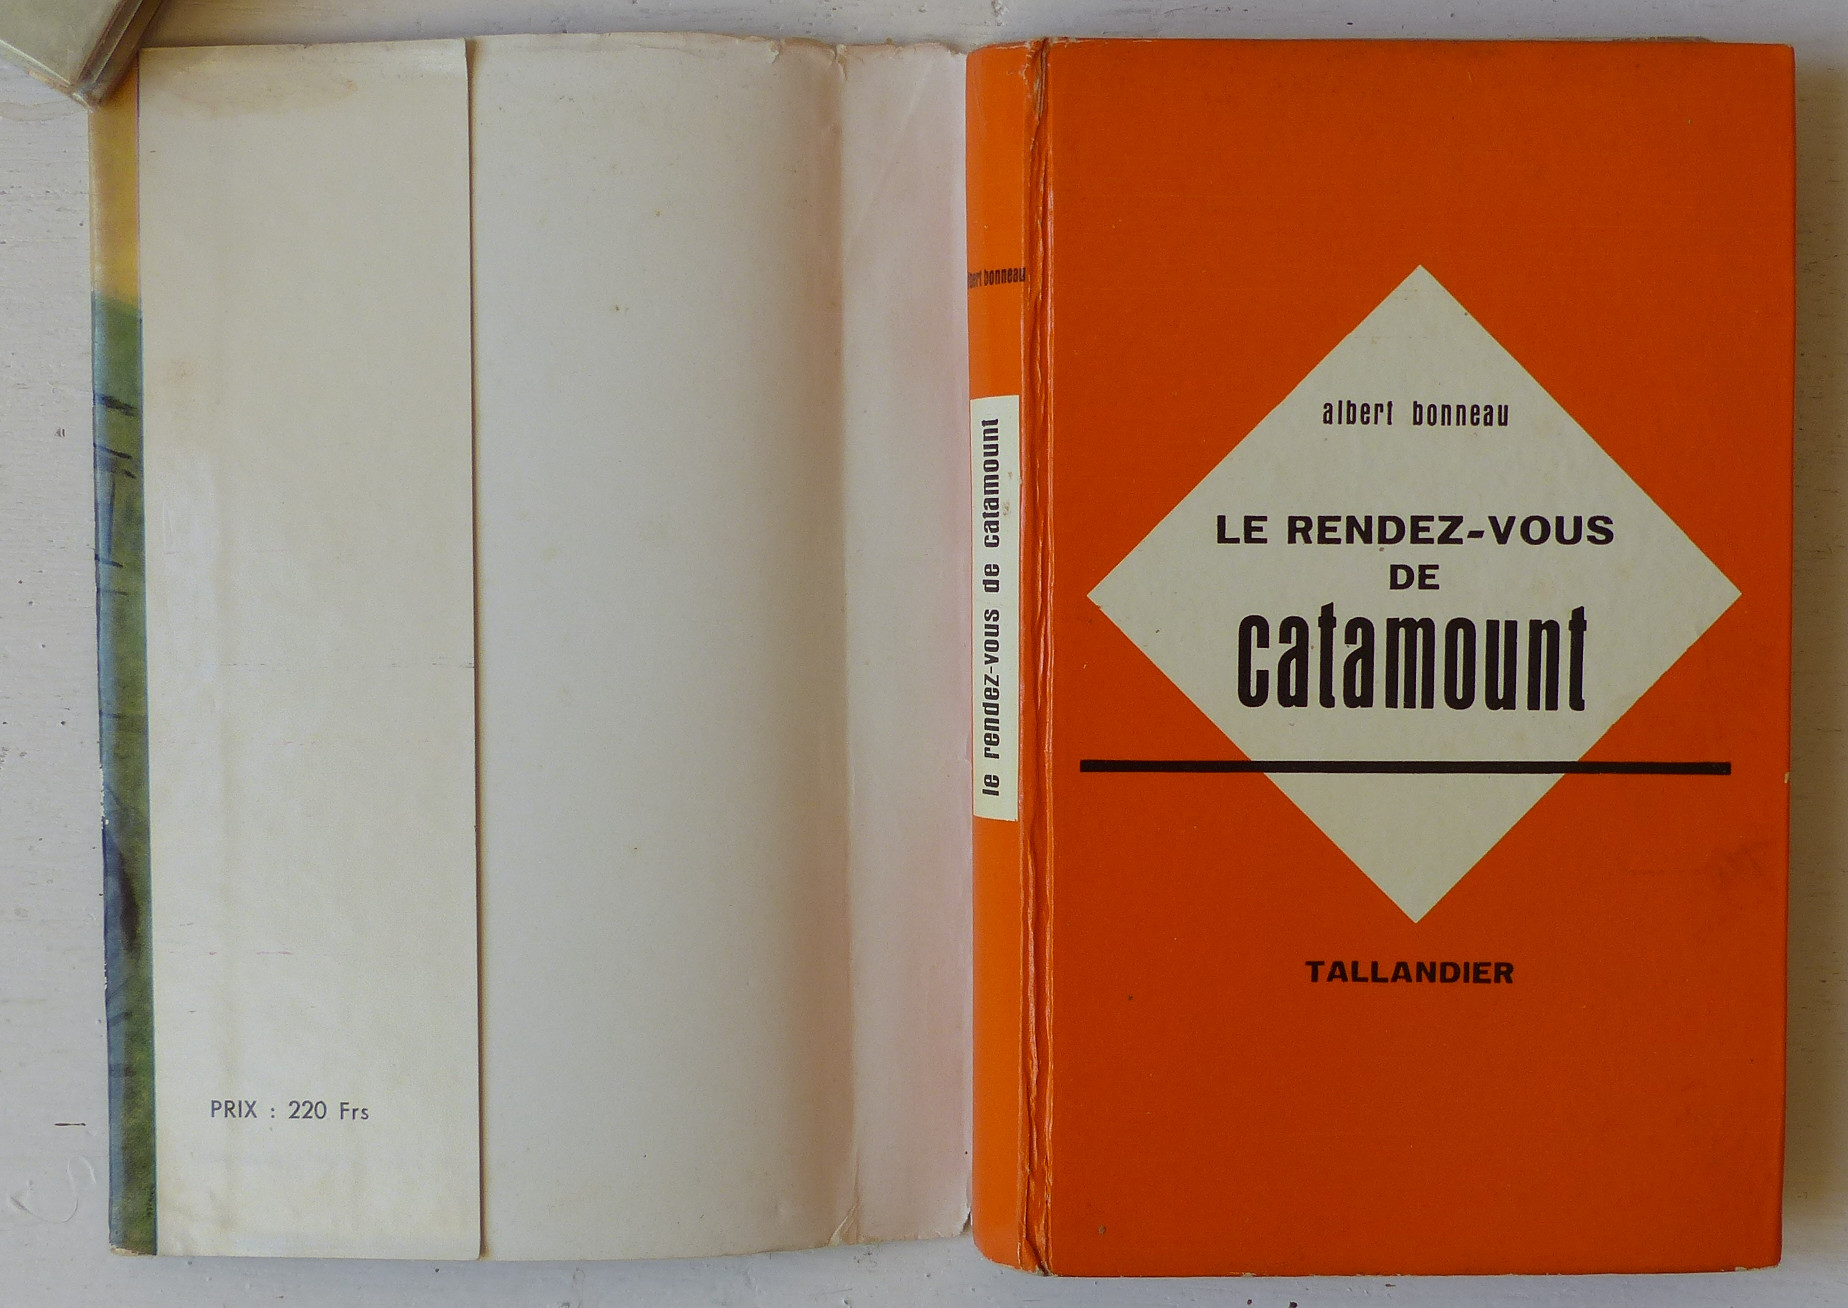 PRIX : 220 Frs
albert bonneau
le rendez-vous de catamount
albert bonneau
LE RENDEZ-VOUS
DE
catamount
TALLANDIER